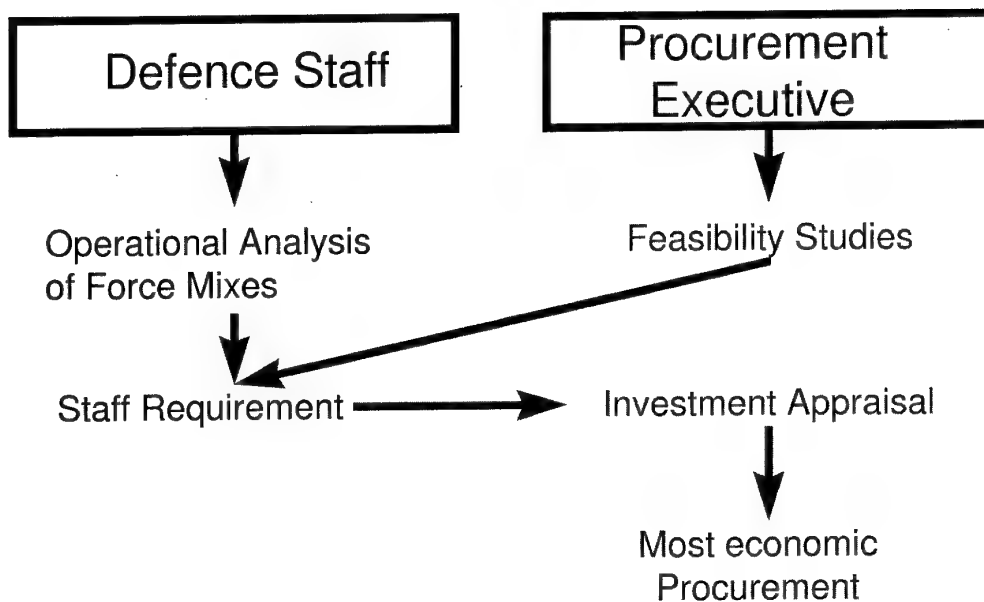 Defence Staff
Procurement
Executive
Operational Analysis
of Force Mixes
Feasibility Studies
Staff Requirement
Investment Appraisal
Most economic
Procurement